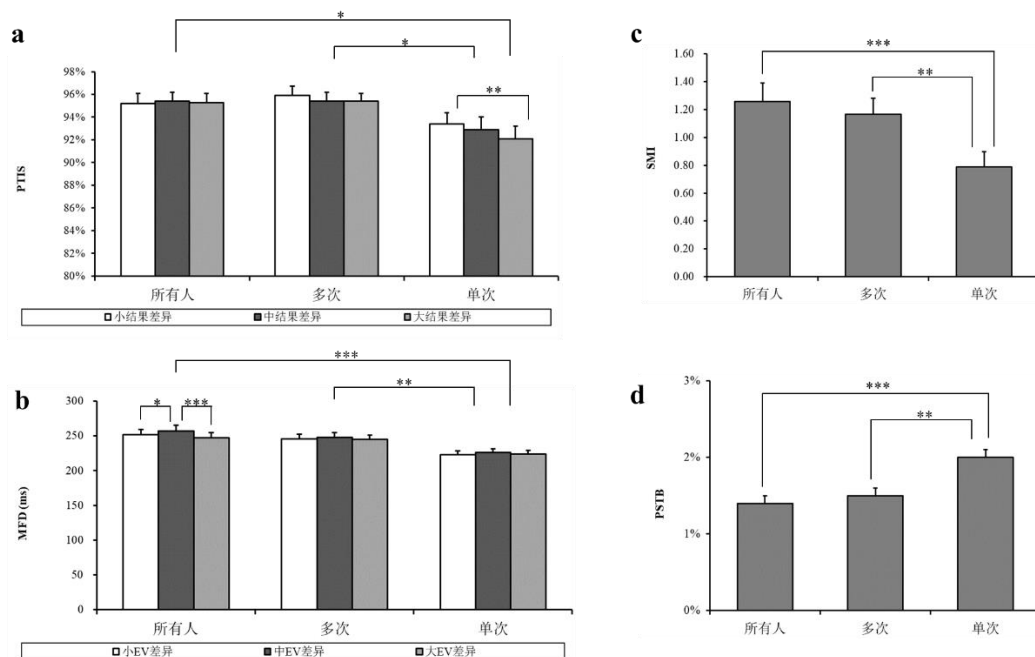 a
*
*
**
98%
96%
94%
92%
90%
88%
86%
84%
82%
80%
PTIS
所有人 多次 单次
小结果差异 中结果差异 大结果差异
b
***
**
* ***
300
250
200
150
100
50
0
MFD (ms)
所有人 多次 单次
小EV差异 中EV差异 大EV差异
c
***
**
1.60
1.40
1.20
1.00
0.80
0.60
0.40
0.20
0.00
SMI
所有人 多次 单次
d
***
**
3%
2%
1%
0%
PSTB
所有人 多次 单次